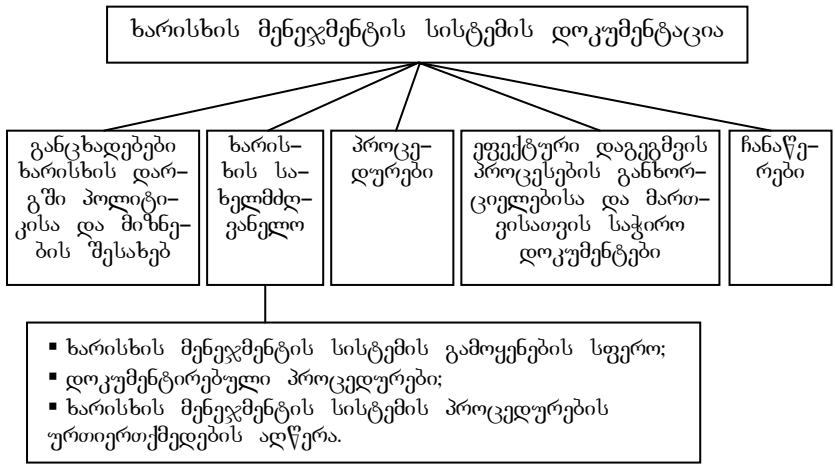 ხარისხის მენეჯმენტის სისტემის დოკუმენტაცია
განცხადებები
ხარისხის დარ–
გში პოლიტი–
კისა და მიზნე–
ბის შესახებ
ხარის–
ხის სა–
ხელმძღ–
ვანელო
პროცე–
დურები
ეფექტური დაგეგმვის
პროცესების განხორ–
ციელებისა და მართ–
ვისათვის საჭირო
დოკუმენტები
ჩანაწე–
რები
▪ ხარისხის მენეჯმენტის სისტემის გამოყენების სფერო;
▪ დოკუმენტირებული პროცედურები;
▪ ხარისხის მენეჯმენტის სისტემის პროცედურების
ურთიერთქმედების აღწერა.